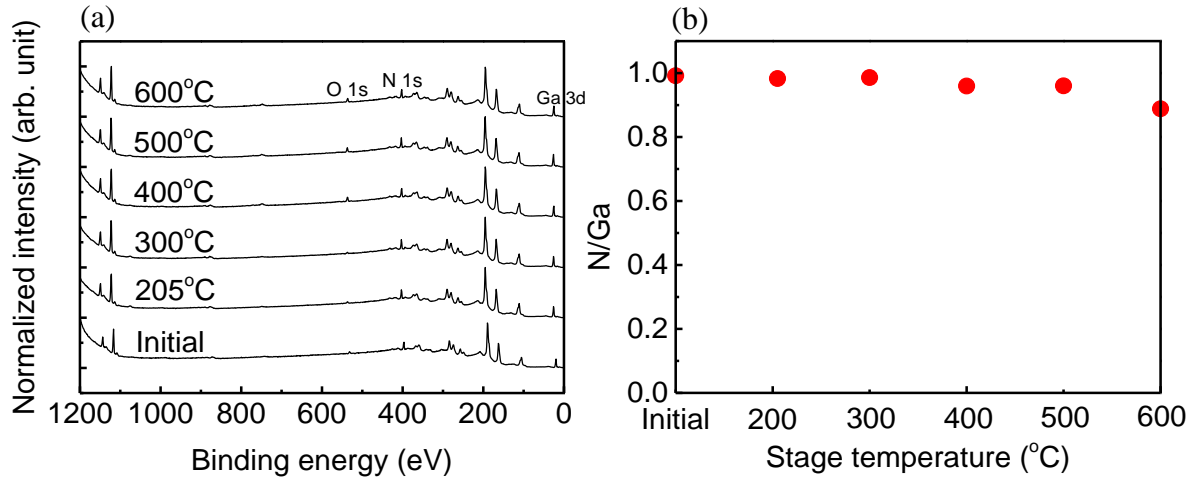 (a)
Normalized intensity (arb. unit)
600°C
500°C
400°C
300°C
205°C
Initial
O 1s
N 1s
Ga 3d
1200 1000 800 600 400 200 0
Binding energy (eV)
(b)
N/Ga
1.0
0.8
0.6
0.4
0.2
0.0
Initial 200 300 400 500 600
Stage temperature (°C)